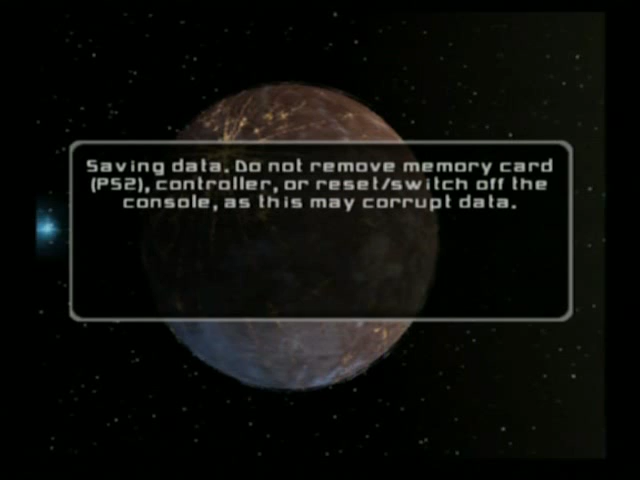 Saving data. Do not remove memory card
(PS2), controller, or reset/switch off the
console, as this may corrupt data.